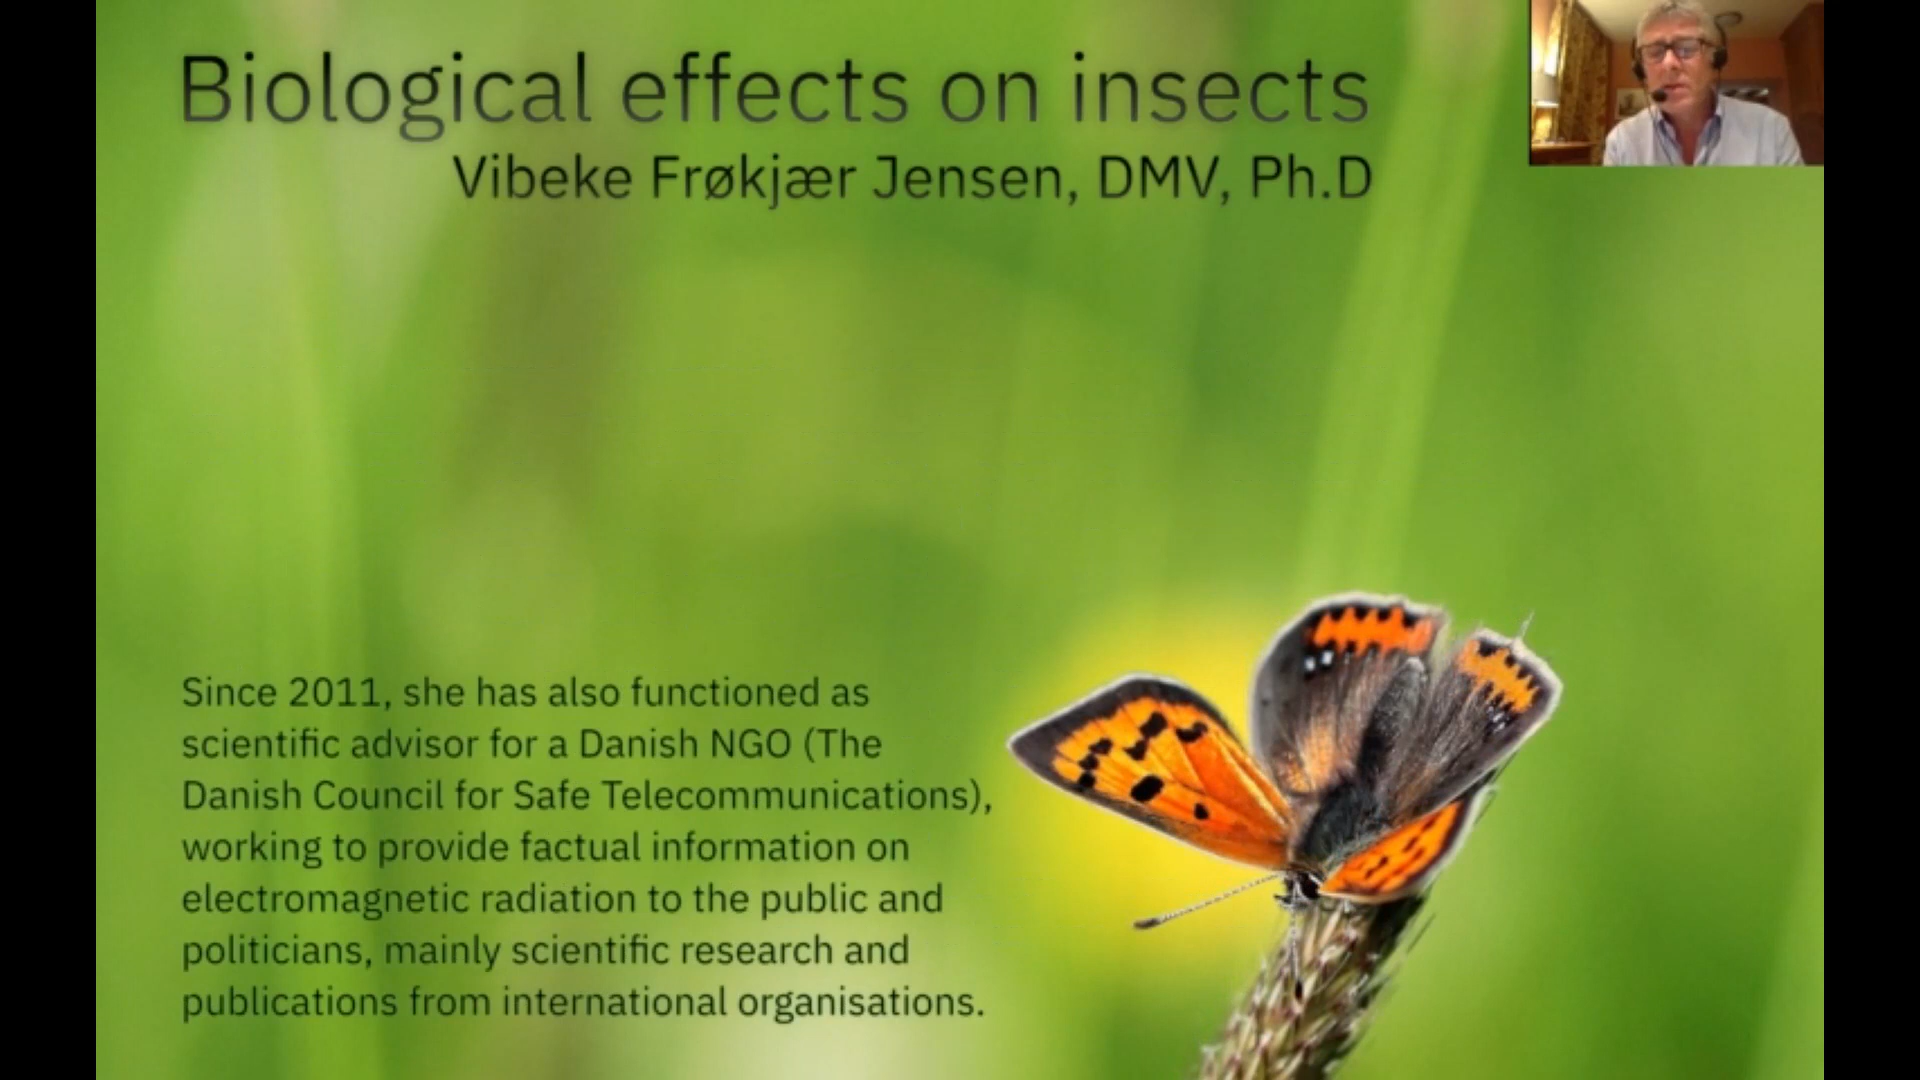 Biological effects on insects
Vibeke Frøkjær Jensen, DMV, Ph.D
Since 2011, she has also functioned as
scientific advisor for a Danish NGO (The
Danish Council for Safe Telecommunications),
working to provide factual information on
electromagnetic radiation to the public and
politicians, mainly scientific research and
publications from international organisations.